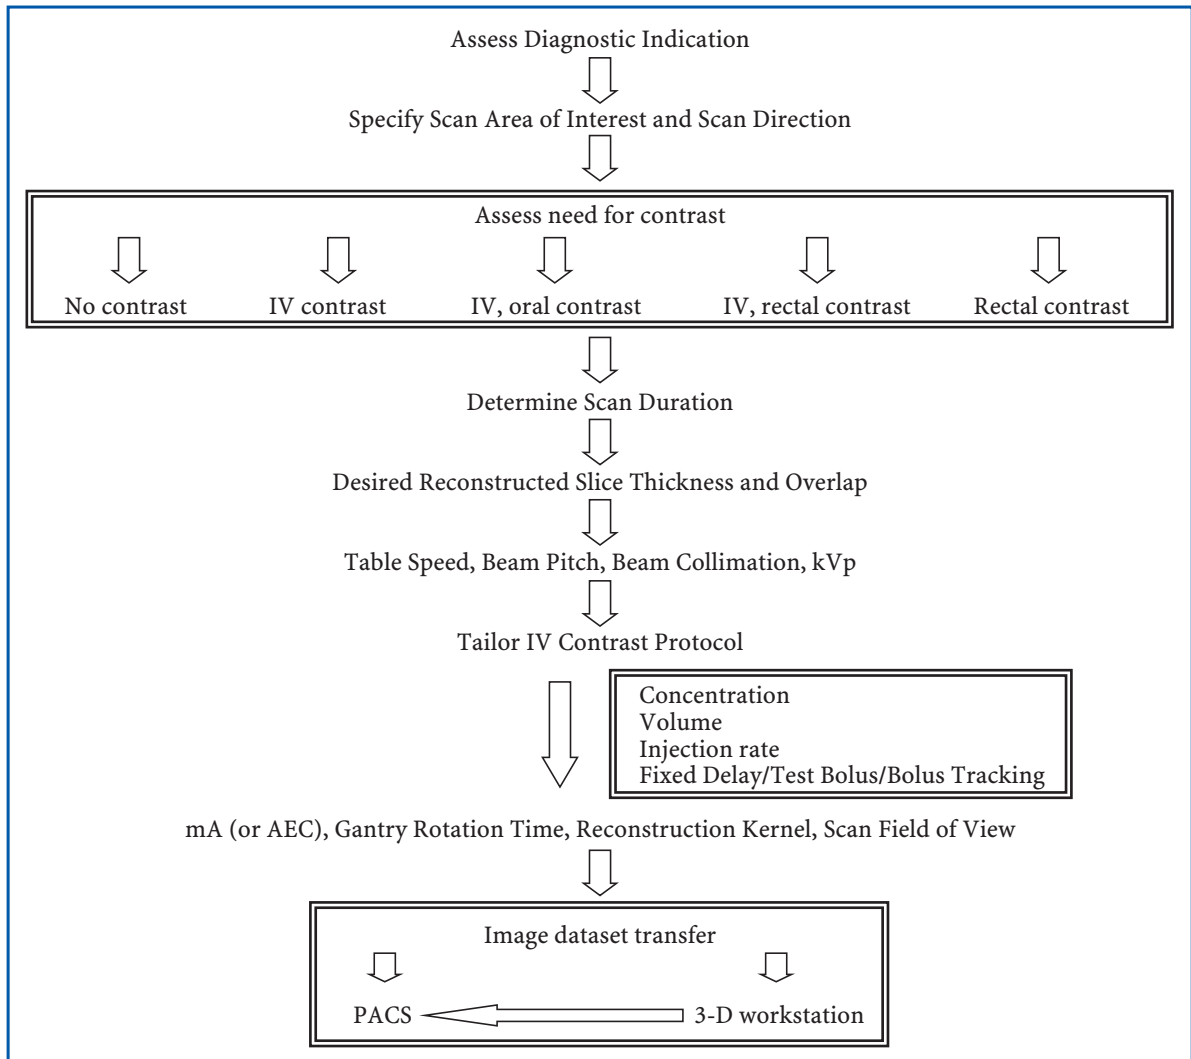 Assess Diagnostic Indication
Specify Scan Area of Interest and Scan Direction
Assess need for contrast
No contrast
IV contrast
IV, oral contrast
IV, rectal contrast
Rectal contrast
Determine Scan Duration
Desired Reconstructed Slice Thickness and Overlap
Table Speed, Beam Pitch, Beam Collimation, kVp
Tailor IV Contrast Protocol
Concentration
Volume
Injection rate
Fixed Delay/Test Bolus/Bolus Tracking
mA (or AEC), Gantry Rotation Time, Reconstruction Kernel, Scan Field of View
Image dataset transfer
PACS
3-D workstation